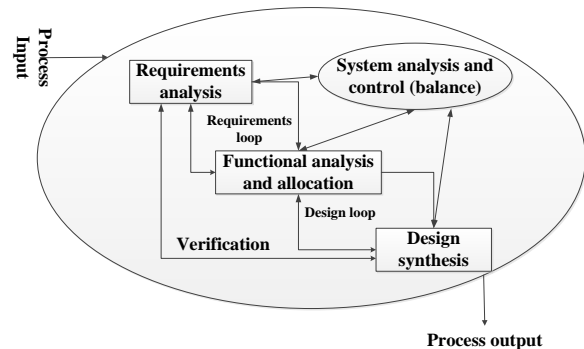 Process
Input
Requirements
analysis
System analysis and
control (balance)
Requirements
loop
Functional analysis
and allocation
Design loop
Verification
Design
synthesis
Process output